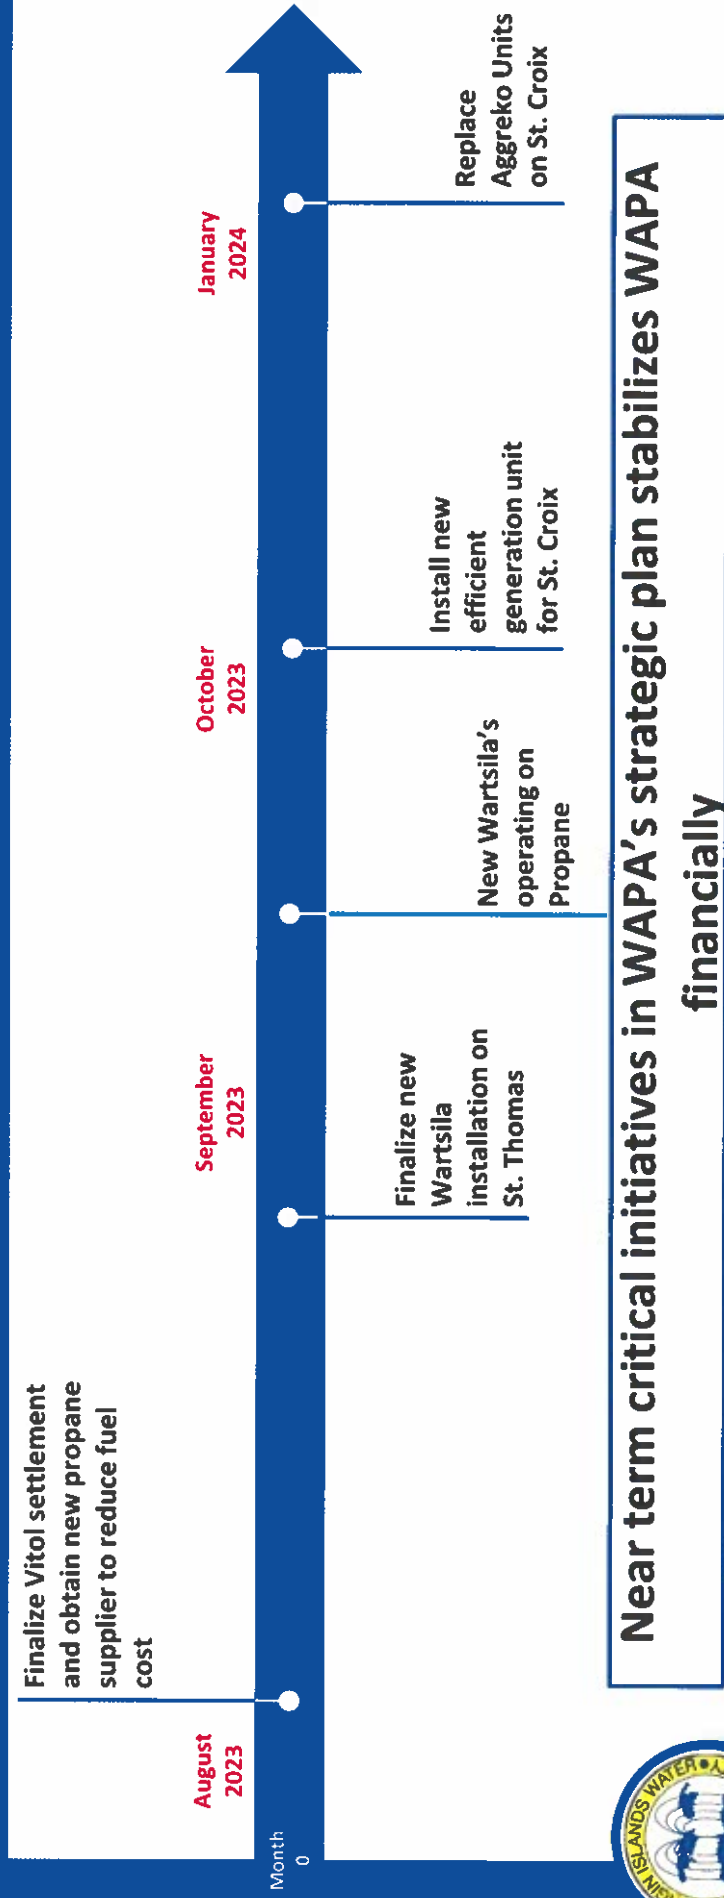 Finalize Vitol settlement
and obtain new propane
supplier to reduce fuel
cost
August
2023
September
2023
October
2023
January
2024
Month
0
Finalize new
Wartsila
installation on
St. Thomas
New Wartsila's
operating on
Propane
Install new
efficient
generation unit
for St. Croix
Replace
Aggreko Units
on St. Croix
Near term critical initiatives in WAPA's strategic plan stabilizes WAPA
financially
ISLANDS WATER